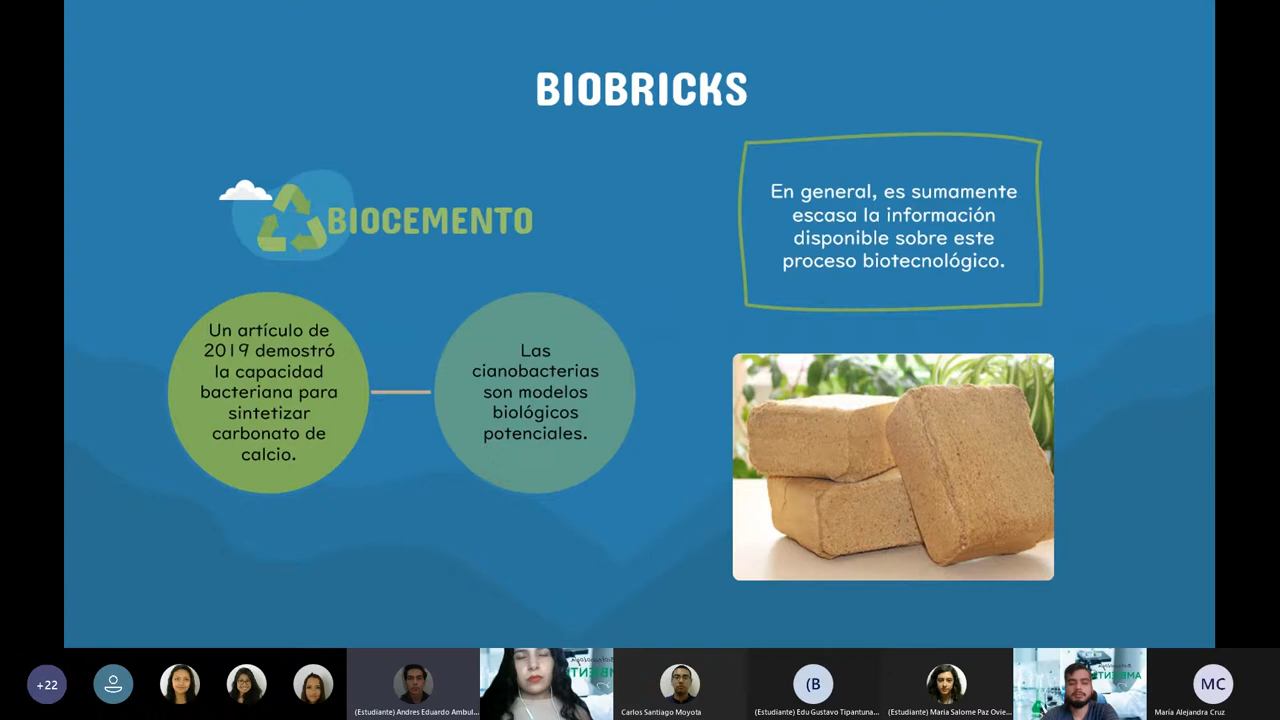 BIOBRICKS
BIOCEMENTO
En general, es sumamente
escasa la información
disponible sobre este
proceso biotecnológico.
Un artículo de
2019 demostró
la capacidad
bacteriana para
sintetizar
carbonato de
calcio.
Las
cianobacterias
son modelos
biológicos
potenciales.
+22
(Estudiante) Andres Eduardo Ambul...
Carlos Santiago Moyota
(B
(Estudiante) Edu Gustavo Tipantuna...
(Estudiante) Maria Salome Paz Ovie...
MC
María Alejandra Cruz